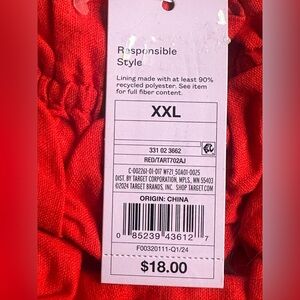 Responsible
Style
Lining made with at least 90%
recycled polyester. See item
for full fiber content.
XXL
331 02 3662
RED/TART702AJ
C-002261-01-017 WF21 50A01-0025
DIST. BY TARGET CORPORATION, MPLS, MN 55403
©2024 TARGET BRANDS, INC. SHOP TARGET.COM
ORIGIN: CHINA
0 85239 43612 7
F00320111-Q1/24
$18.00